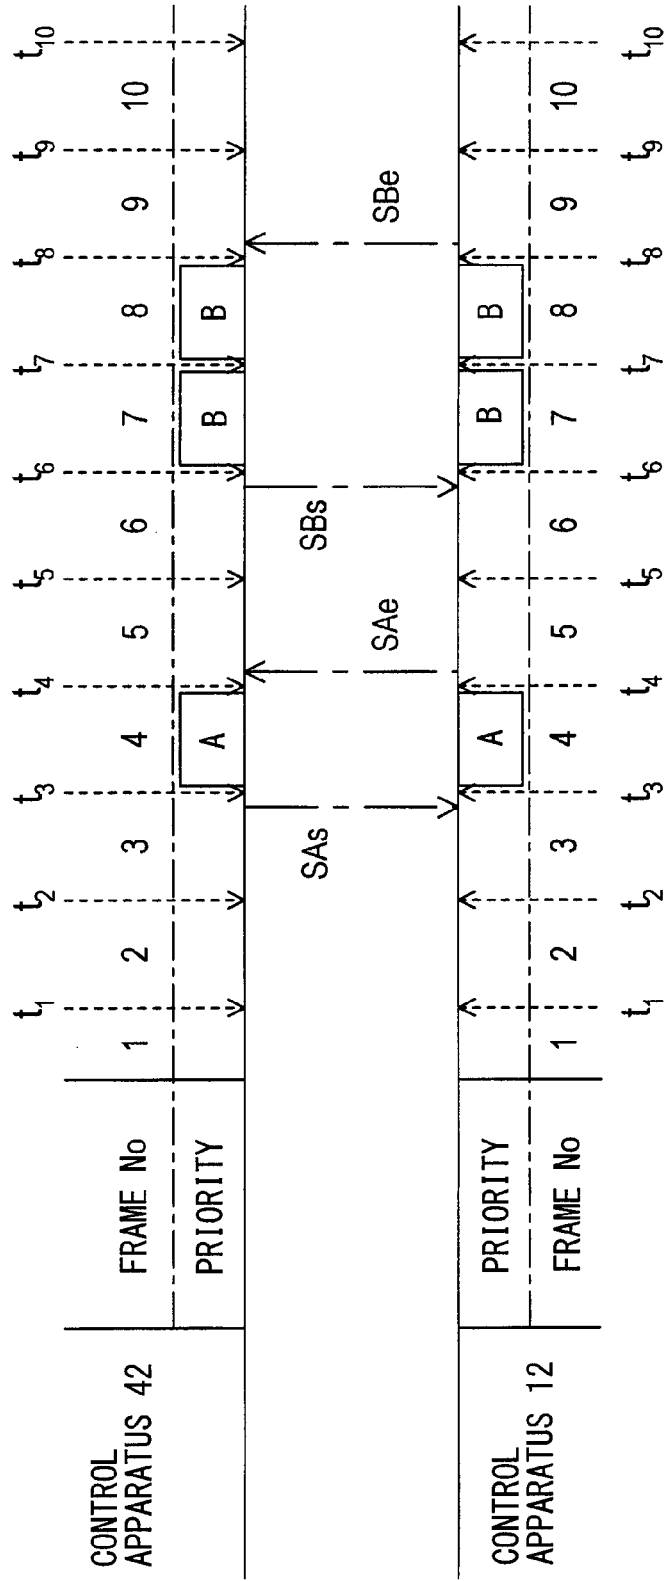 t1 t2 t3 t4 t5 t6 t7 t8 t9 t10
CONTROL
APPARATUS 42
FRAME No 1 2 3 4 5 6 7 8 9 10
PRIORITY A B B
SAs SAe SBs SBe
CONTROL
APPARATUS 12
PRIORITY A B B
FRAME No 1 2 3 4 5 6 7 8 9 10
t1 t2 t3 t4 t5 t6 t7 t8 t9 t10